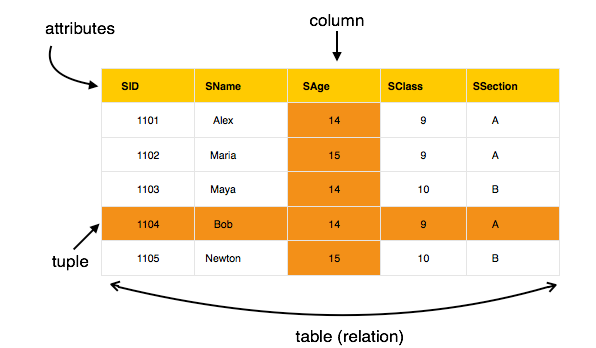 column
attributes
SID SName SAge SClass SSection
1101 Alex 14 9 A
1102 Maria 15 9 A
1103 Maya 14 10 B
1104 Bob 14 9 A
tuple
1105 Newton 15 10 B
table (relation)